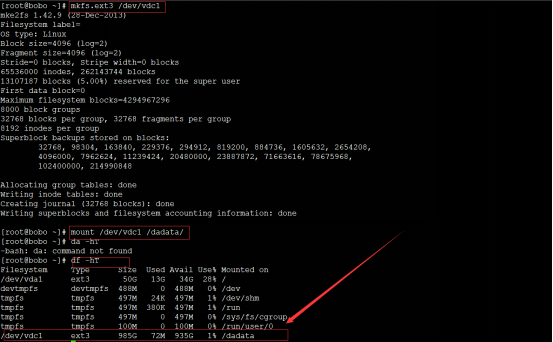 [root@bobo ~]# mkfs.ext3 /dev/vdc1
mke2fs 1.42.9 (28-Dec-2013)
Filesystem label=
OS type: Linux
Block size=4096 (log=2)
Fragment size=4096 (log=2)
Stride=0 blocks, Stripe width=0 blocks
65536000 inodes, 262143744 blocks
13107187 blocks (5.00%) reserved for the super user
First data block=0
Maximum filesystem blocks=4294967296
8000 block groups
32768 blocks per group, 32768 fragments per group
8192 inodes per group
Superblock backups stored on blocks:
32768, 98304, 163840, 229376, 294912, 819200, 884736, 1605632, 2654208,
4096000, 7962624, 11239424, 20480000, 23887872, 71663616, 78675968,
102400000, 214990848
Allocating group tables: done
Writing inode tables: done
Creating journal (32768 blocks): done
Writing superblocks and filesystem accounting information: done
[root@bobo ~]# mount /dev/vdc1 /dadata/
[root@bobo ~]# da -hT
-bash: da: command not found
[root@bobo ~]# df -hT
Filesystem Type Size Used Avail Use% Mounted on
/dev/vda1 ext3 50G 13G 34G 28% /
devtmpfs devtmpfs 488M 0 488M 0% /dev
tmpfs tmpfs 497M 24K 497M 1% /dev/shm
tmpfs tmpfs 497M 380K 497M 1% /run
tmpfs tmpfs 497M 0 497M 0% /sys/fs/cgroup
tmpfs tmpfs 100M 0 100M 0% /run/user/0
/dev/vdc1 ext3 985G 72M 935G 1% /dadata